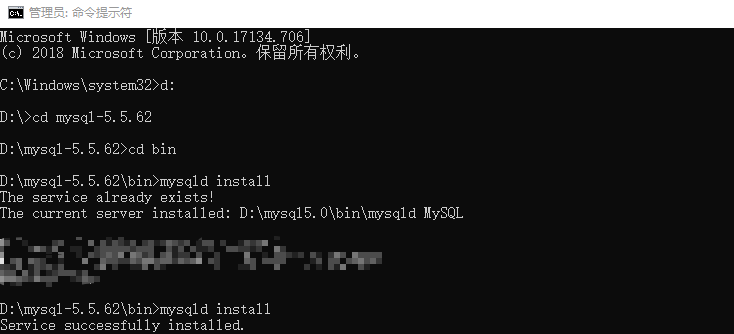 管理员: 命令提示符
Microsoft Windows [版本 10.0.17134.706]
(c) 2018 Microsoft Corporation。保留所有权利。
C:\Windows\system32>d:
D:\>cd mysql-5.5.62
D:\mysql-5.5.62>cd bin
D:\mysql-5.5.62\bin>mysqld install
The service already exists!
The current server installed: D:\mysql5.0\bin\mysqld MySQL
D:\mysql-5.5.62\bin>mysqld install
Service successfully installed.